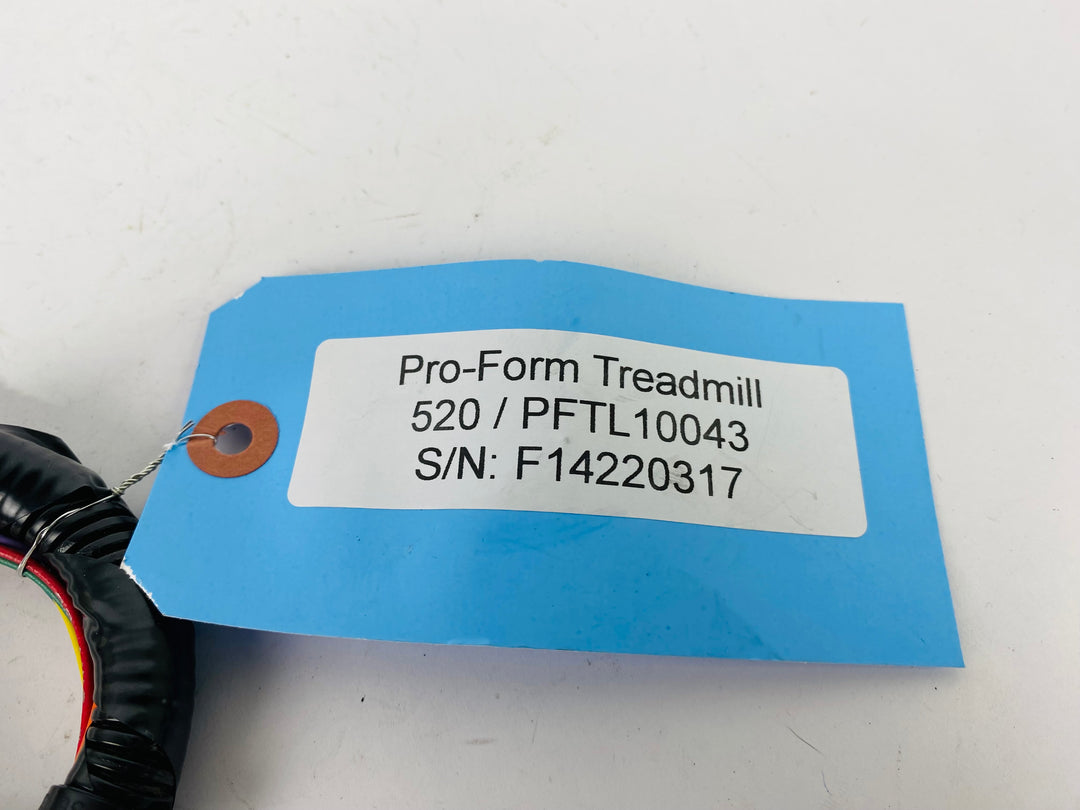 Pro-Form Treadmill
520 / PFTL10043
S/N: F14220317